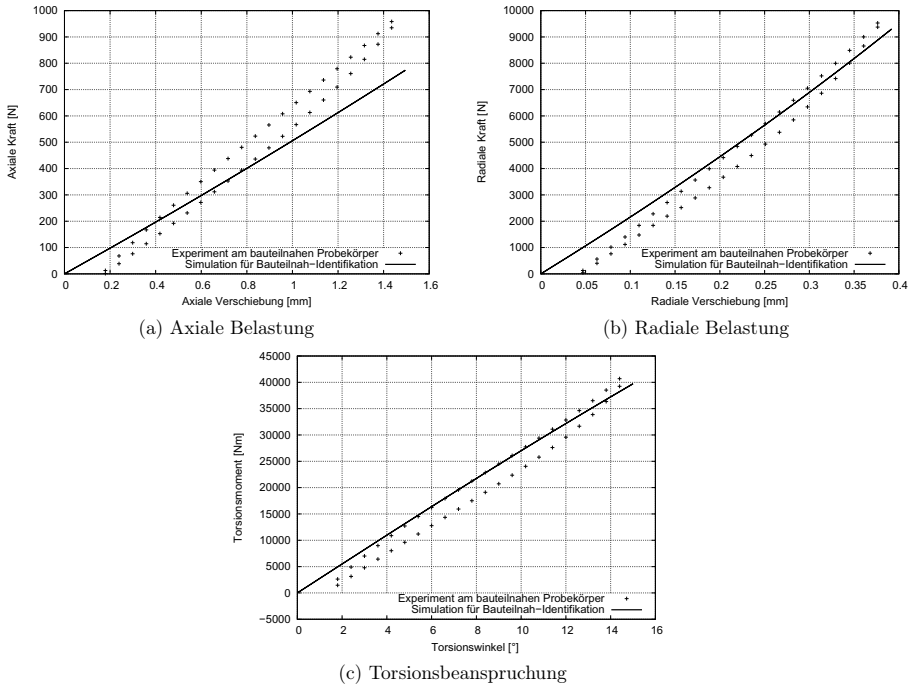 1000
900
800
700
600
500
400
300
200
100
0
Axiale Kraft [N]
Experiment am bauteilnahen Probekörper
Simulation für Bauteilnah−Identifikation
0 0.2 0.4 0.6 0.8 1 1.2 1.4 1.6
Axiale Verschiebung [mm]
(a) Axiale Belastung
10000
9000
8000
7000
6000
5000
4000
3000
2000
1000
0
Radiale Kraft [N]
Experiment am bauteilnahen Probekörper
Simulation für Bauteilnah−Identifikation
0 0.05 0.1 0.15 0.2 0.25 0.3 0.35 0.4
Radiale Verschiebung [mm]
(b) Radiale Belastung
45000
40000
35000
30000
25000
20000
15000
10000
5000
0
−5000
Torsionsmoment [Nm]
Experiment am bauteilnahen Probekörper
Simulation für Bauteilnah−Identifikation
0 2 4 6 8 10 12 14 16
Torsionswinkel [°]
(c) Torsionsbeanspruchung